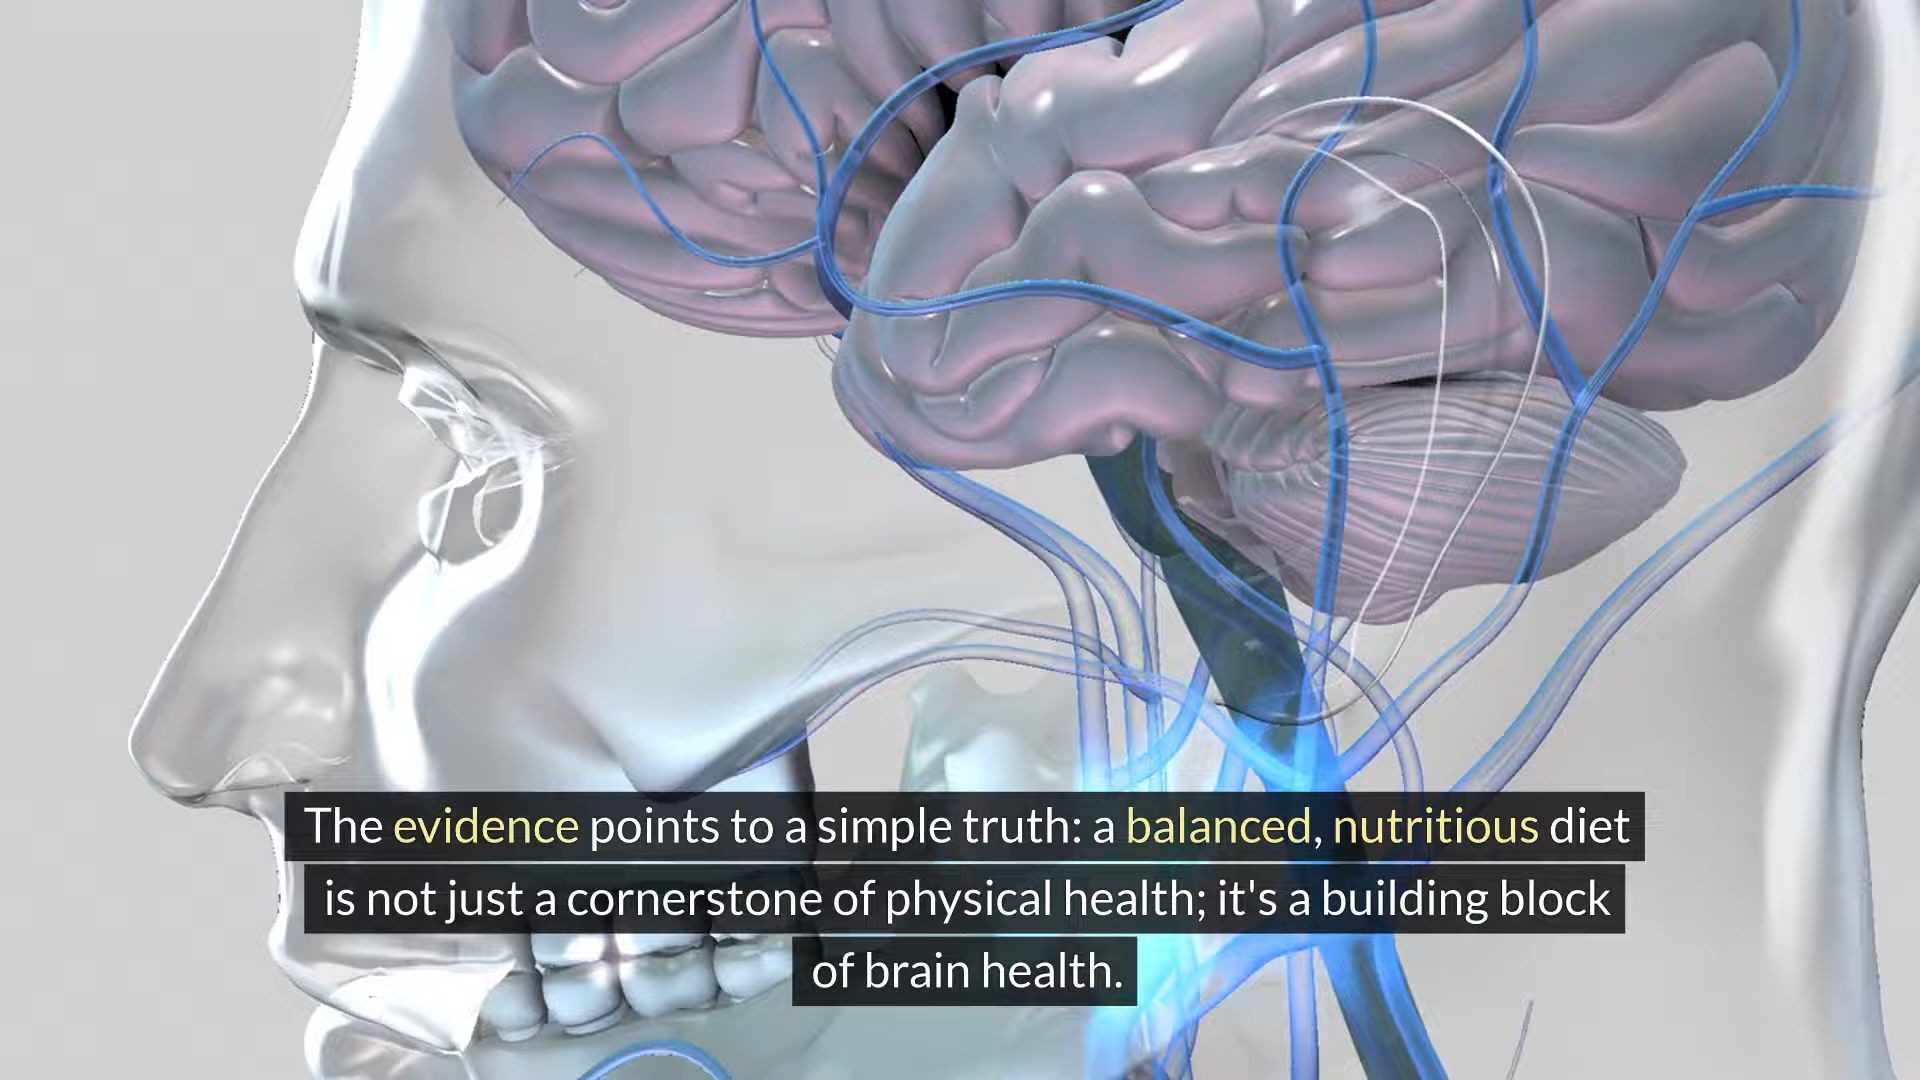 The evidence points to a simple truth: a balanced, nutritious diet
is not just a cornerstone of physical health; it's a building block
of brain health.